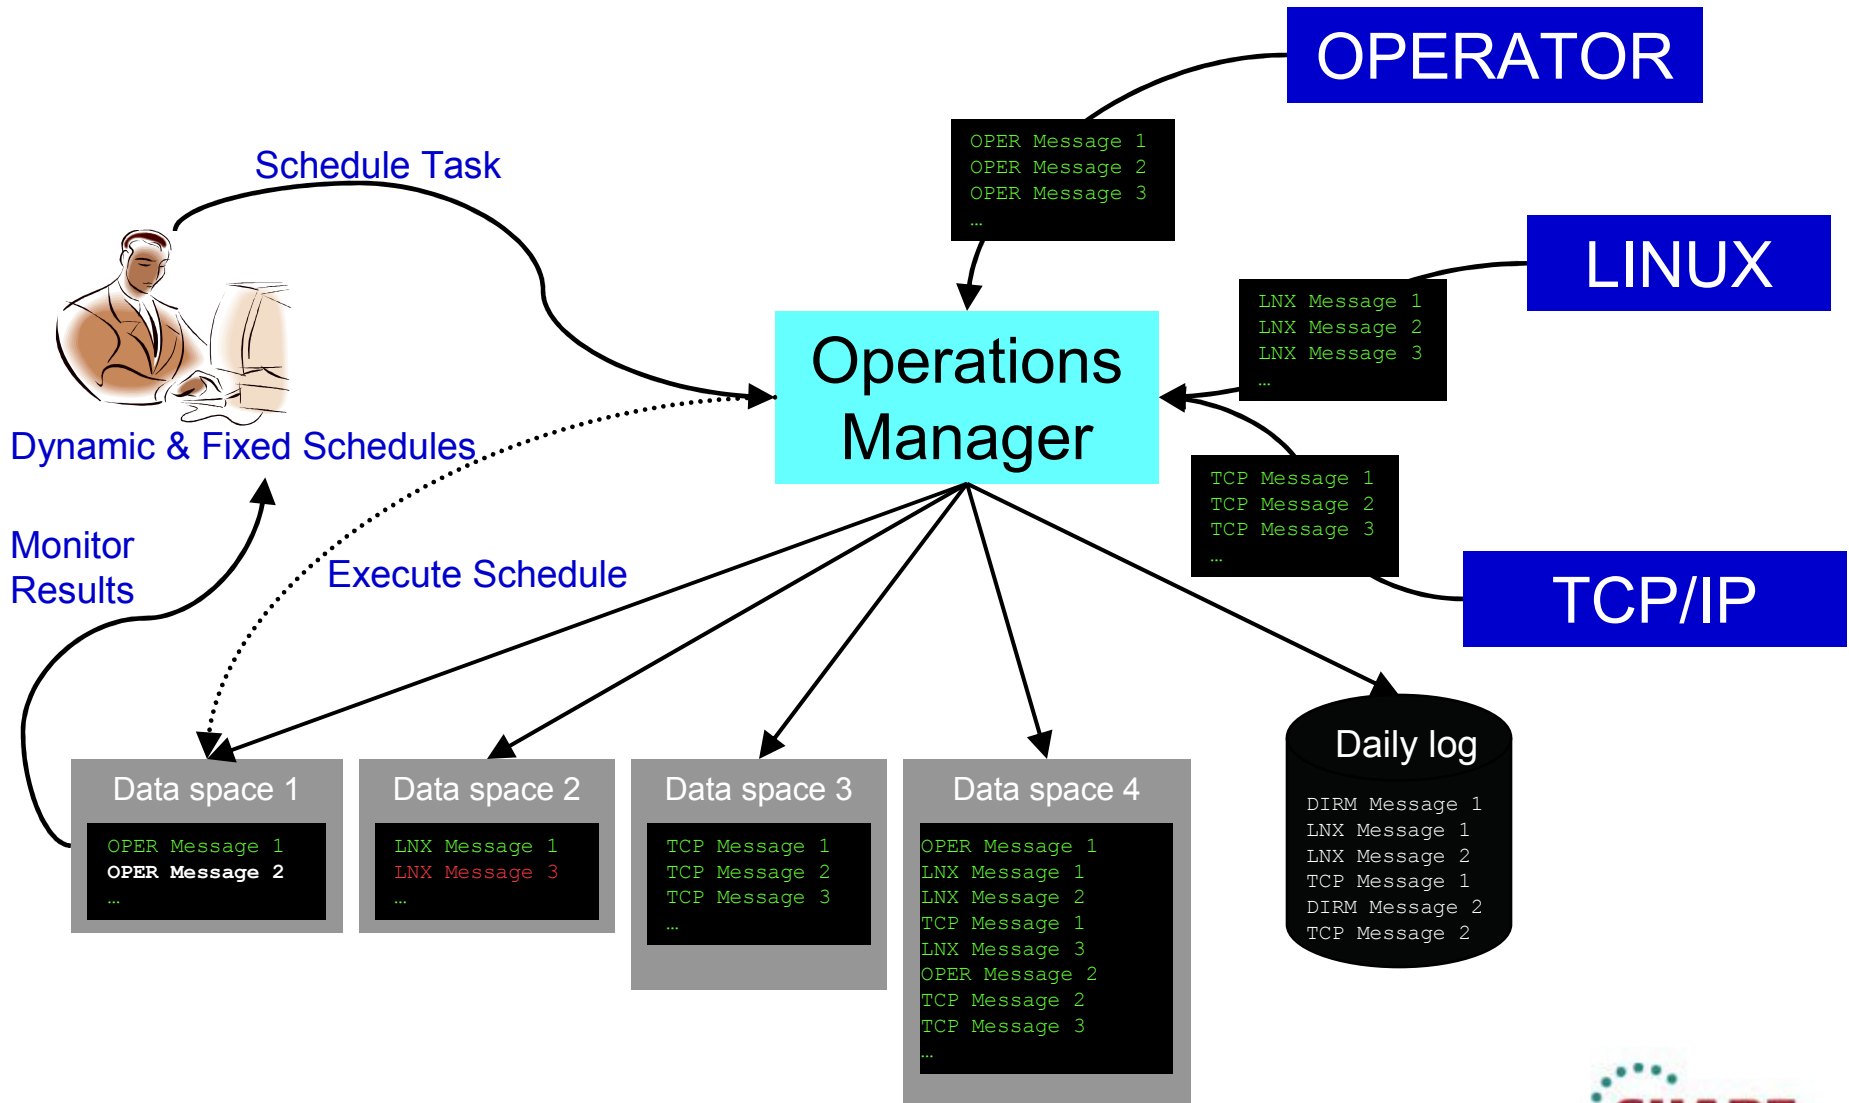 OPERATOR
OPER Message 1
OPER Message 2
OPER Message 3
…
Schedule Task
LINUX
LNX Message 1
LNX Message 2
LNX Message 3
…
Operations
Manager
Dynamic & Fixed Schedules
TCP Message 1
TCP Message 2
TCP Message 3
…
Monitor
Results
Execute Schedule
TCP/IP
Data space 1
OPER Message 1
OPER Message 2
…
Data space 2
LNX Message 1
LNX Message 3
…
Data space 3
TCP Message 1
TCP Message 2
TCP Message 3
…
Data space 4
OPER Message 1
LNX Message 1
LNX Message 2
TCP Message 1
LNX Message 3
OPER Message 2
TCP Message 2
TCP Message 3
…
Daily log
DIRM Message 1
LNX Message 1
LNX Message 2
TCP Message 1
DIRM Message 2
TCP Message 2